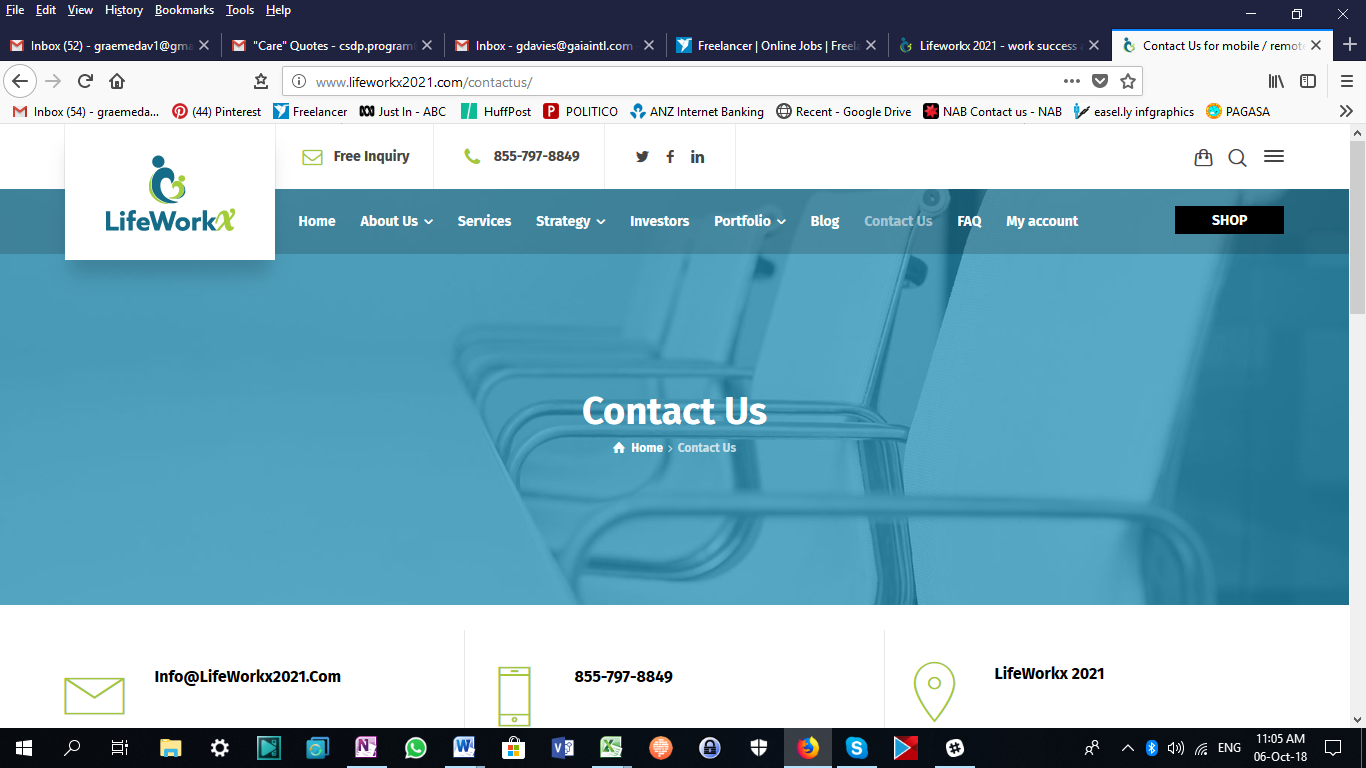 File Edit View History Bookmarks Tools Help
Inbox (52) - graemedav1@gma
"Care" Quotes - csdp.program
Inbox - gdavies@gaiaintl.com
Freelancer | Online Jobs | Freel
Lifeworkx 2021 - work success
Contact Us for mobile / remot
www.lifeworkx2021.com/contactus/
Inbox (54) - graemeda... (44) Pinterest Freelancer Just In - ABC HuffPost POLITICO ANZ Internet Banking Recent - Google Drive NAB Contact us - NAB easel.ly infgraphics PAGASA
Free Inquiry 855-797-8849
LifeWorkx
Home About Us Services Strategy Investors Portfolio Blog Contact Us FAQ My account SHOP
Contact Us
Home > Contact Us
Info@LifeWorkx2021.Com 855-797-8849 LifeWorkx 2021
ENG
11:05 AM
06-Oct-18